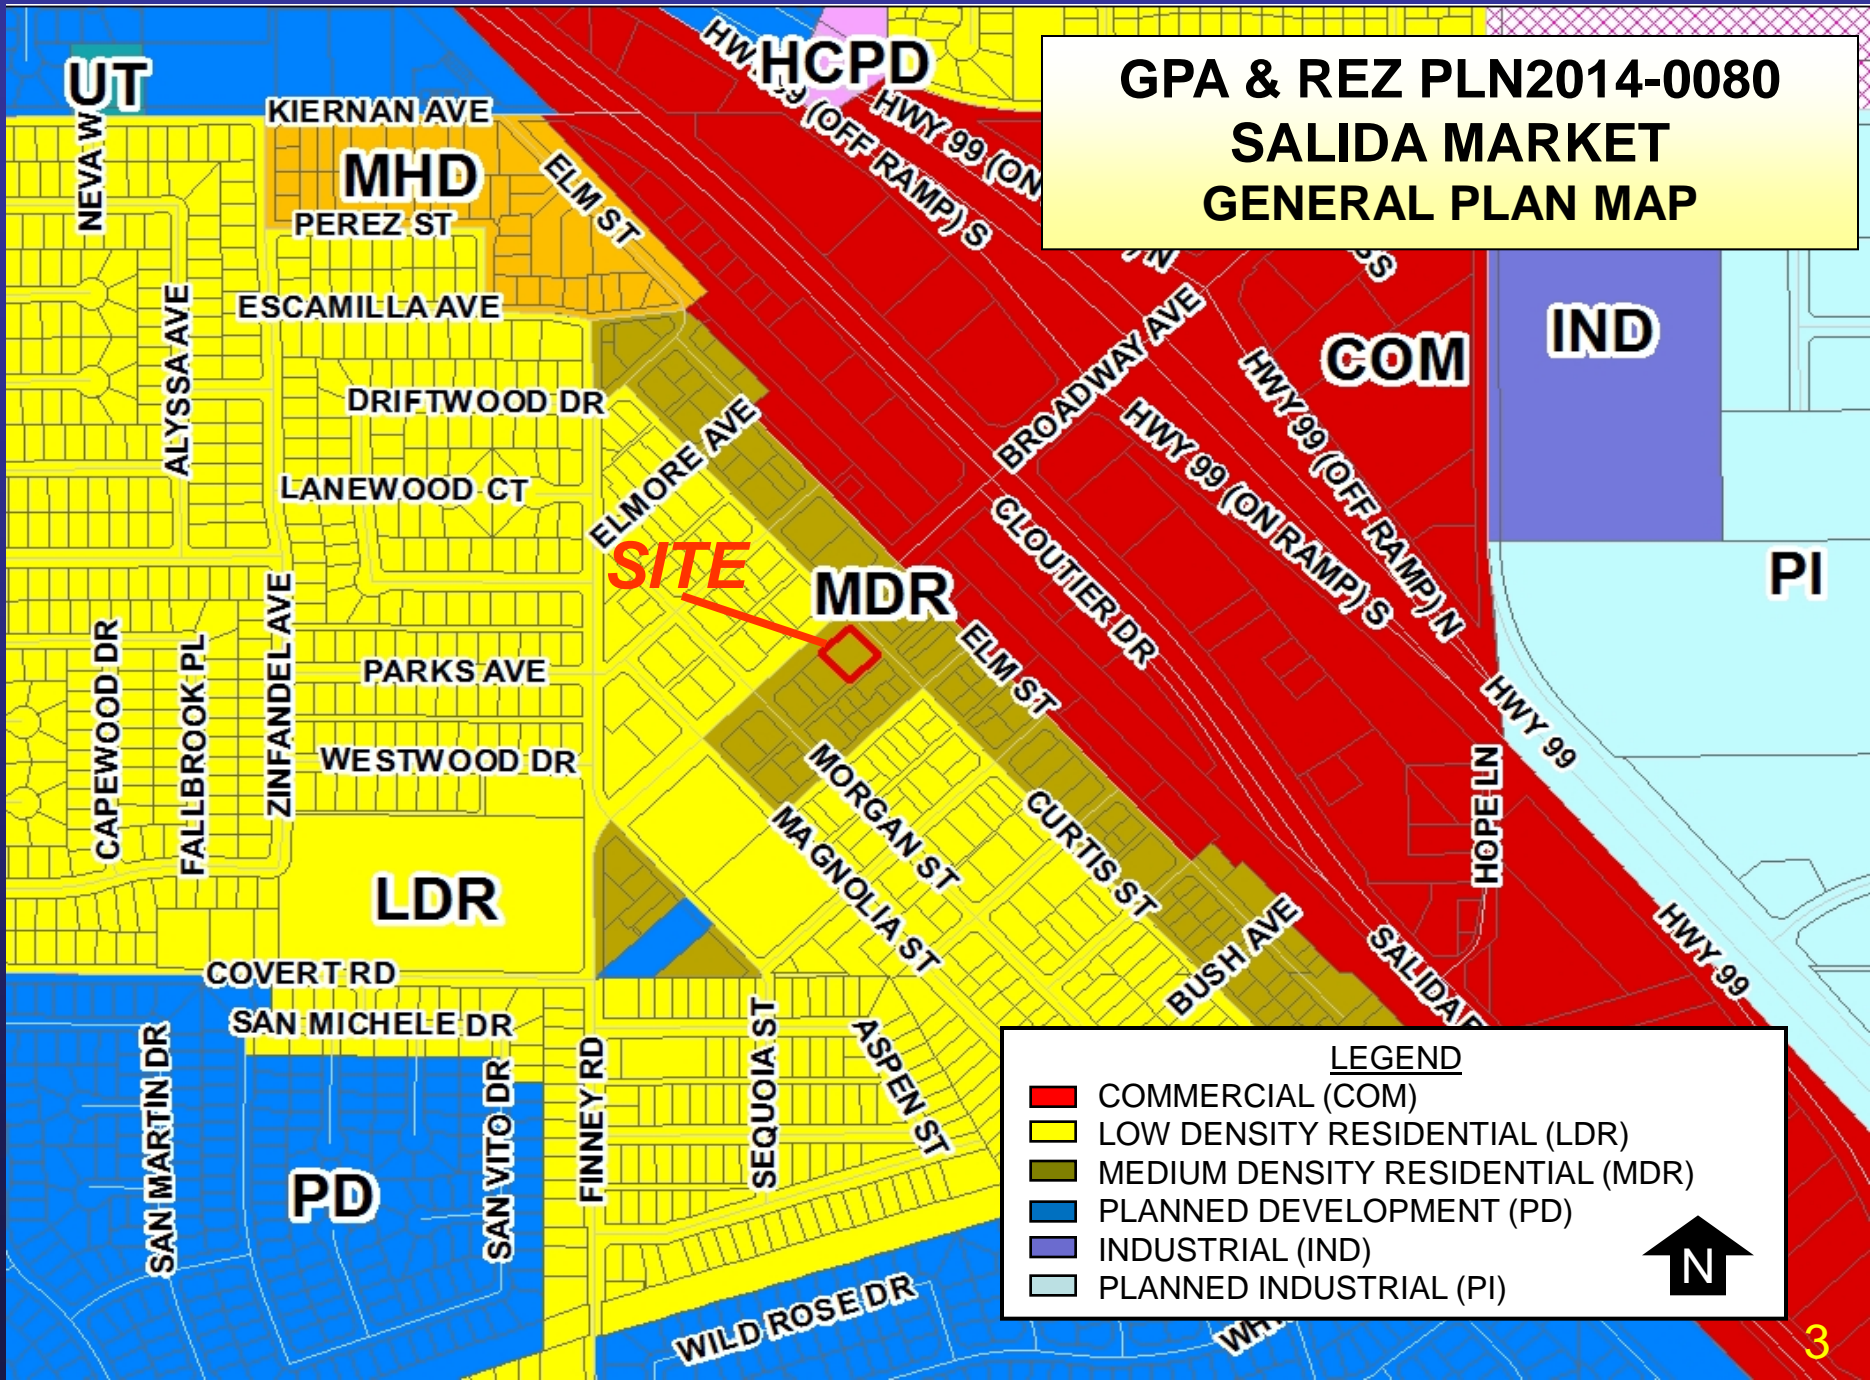 GPA & REZ PLN2014-0080
SALIDA MARKET
GENERAL PLAN MAP
UT
HCPD
KIERNAN AVE
HWY 99 (OFF RAMP) S
HWY 99 (ON
N
SS
NEVA W
MHD
ELM ST
PEREZ ST
ESCAMILLA AVE
ALYSSA AVE
BROADWAY AVE
COM
IND
DRIFTWOOD DR
ELMORE AVE
HWY 99 (OFF RAMP) N
HWY 99 (ON RAMP) S
LANEWOOD CT
CLOUTIER DR
SITE
MDR
PI
ZINFANDEL AVE
CAPEWOOD DR
FALLBROOK PL
PARKS AVE
ELM ST
HWY 99
WESTWOOD DR
MORGAN ST
MAGNOLIA ST
CURTIS ST
HOPE LN
LDR
BUSH AVE
SALIDA
HWY 99
COVERT RD
SAN MICHELE DR
SAN MARTIN DR
SAN VITO DR
FINNEY RD
SEQUOIA ST
ASPEN ST
PD
WILD ROSE DR
WH
LEGEND
COMMERCIAL (COM)
LOW DENSITY RESIDENTIAL (LDR)
MEDIUM DENSITY RESIDENTIAL (MDR)
PLANNED DEVELOPMENT (PD)
INDUSTRIAL (IND)
PLANNED INDUSTRIAL (PI)
N
3